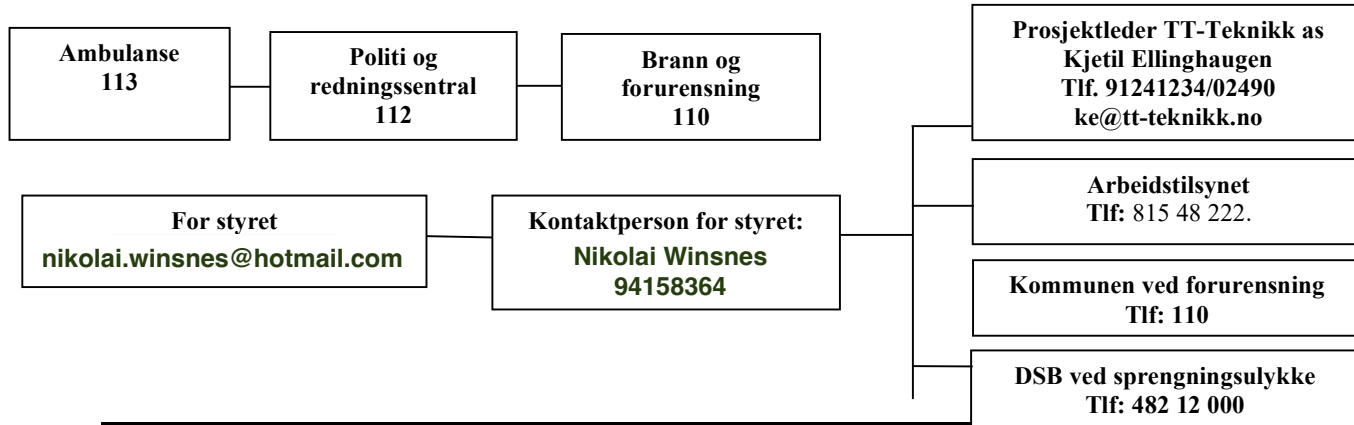 Ambulanse
113
Politi og
redningssentral
112
Brann og
forurensning
110
Prosjektleder TT-Teknikk as
Kjetil Ellinghaugen
Tlf. 91241234/02490
ke@tt-teknikk.no
For styret
nikolai.winsnes@hotmail.com
Kontaktperson for styret:
Nikolai Winsnes
94158364
Arbeidstilsynet
Tlf: 815 48 222.
Kommunen ved forurensning
Tlf: 110
DSB ved sprengningsulykke
Tlf: 482 12 000